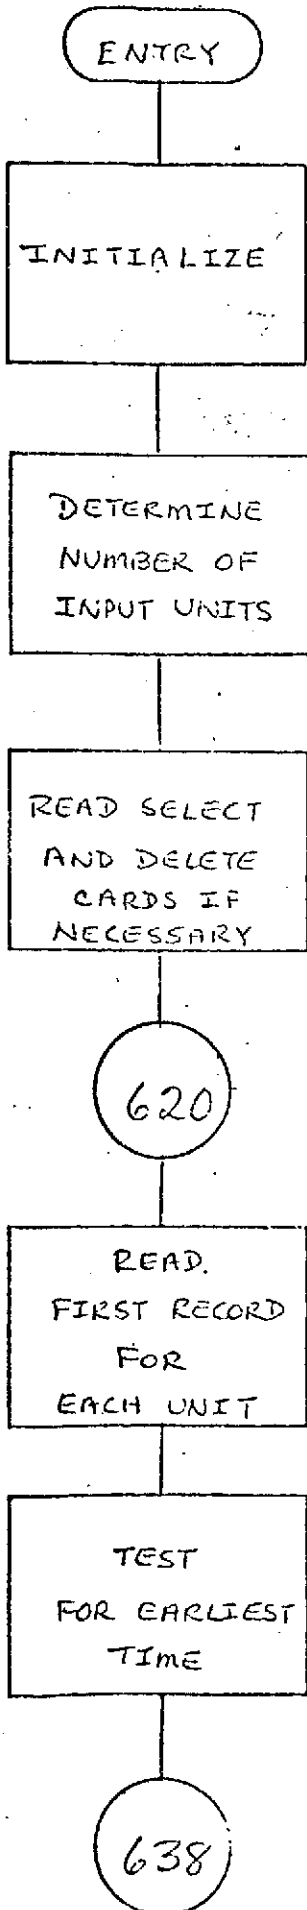 ENTRY
INITIALIZE
DETERMINE
NUMBER OF
INPUT UNITS
READ SELECT
AND DELETE
CARDS IF
NECESSARY
620
READ.
FIRST RECORD
FOR
EACH UNIT
TEST
FOR EARLIEST
TIME
638